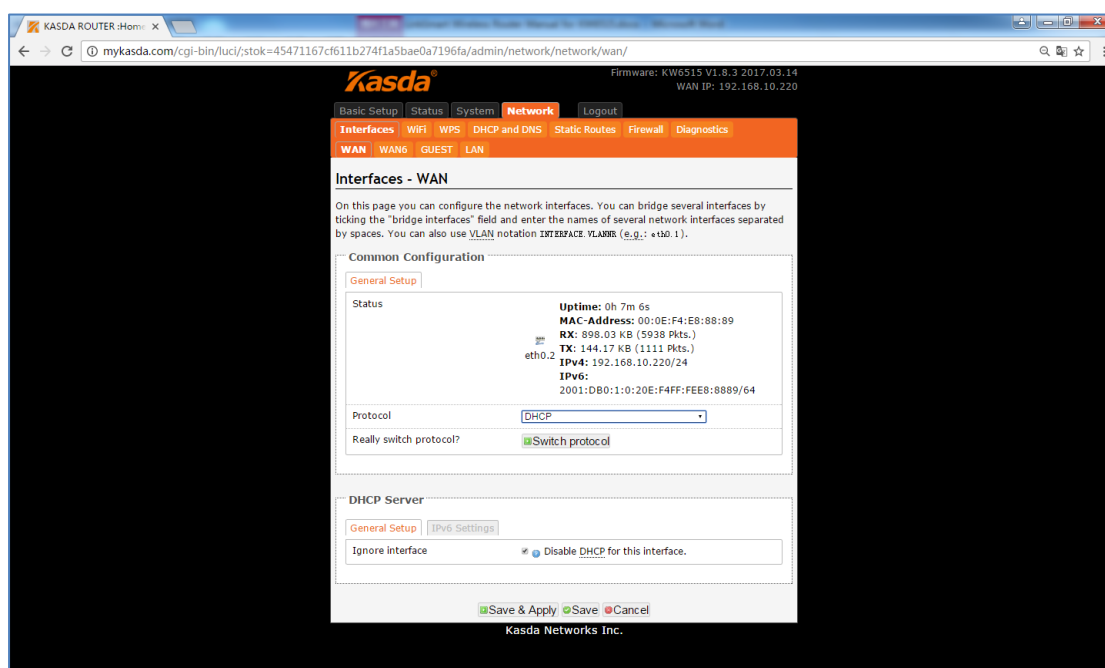 KASDA ROUTER :Home
mykasda.com/cgi-bin/luci/;stok=45471167cf611b274f1a5bae0a7196fa/admin/network/network/wan/
Kasda®
Firmware: KW6515 V1.8.3 2017.03.14
WAN IP: 192.168.10.220
Basic Setup Status System Network Logout
Interfaces WiFi WPS DHCP and DNS Static Routes Firewall Diagnostics
WAN WAN6 GUEST LAN
Interfaces - WAN
On this page you can configure the network interfaces. You can bridge several interfaces by
ticking the "bridge interfaces" field and enter the names of several network interfaces separated
by spaces. You can also use VLAN notation INTERFACE.VLANNR (e.g.: eth0.1).
Common Configuration
General Setup
Status
Uptime: 0h 7m 6s
MAC-Address: 00:0E:F4:E8:88:89
RX: 898.03 KB (5938 Pkts.)
TX: 144.17 KB (1111 Pkts.)
eth0.2
IPv4: 192.168.10.220/24
IPv6:
2001:DB0:1:0:20E:F4FF:FEE8:8889/64
Protocol DHCP
Really switch protocol? Switch protocol
DHCP Server
General Setup IPv6 Settings
Ignore interface Disable DHCP for this interface.
Save & Apply Save Cancel
Kasda Networks Inc.